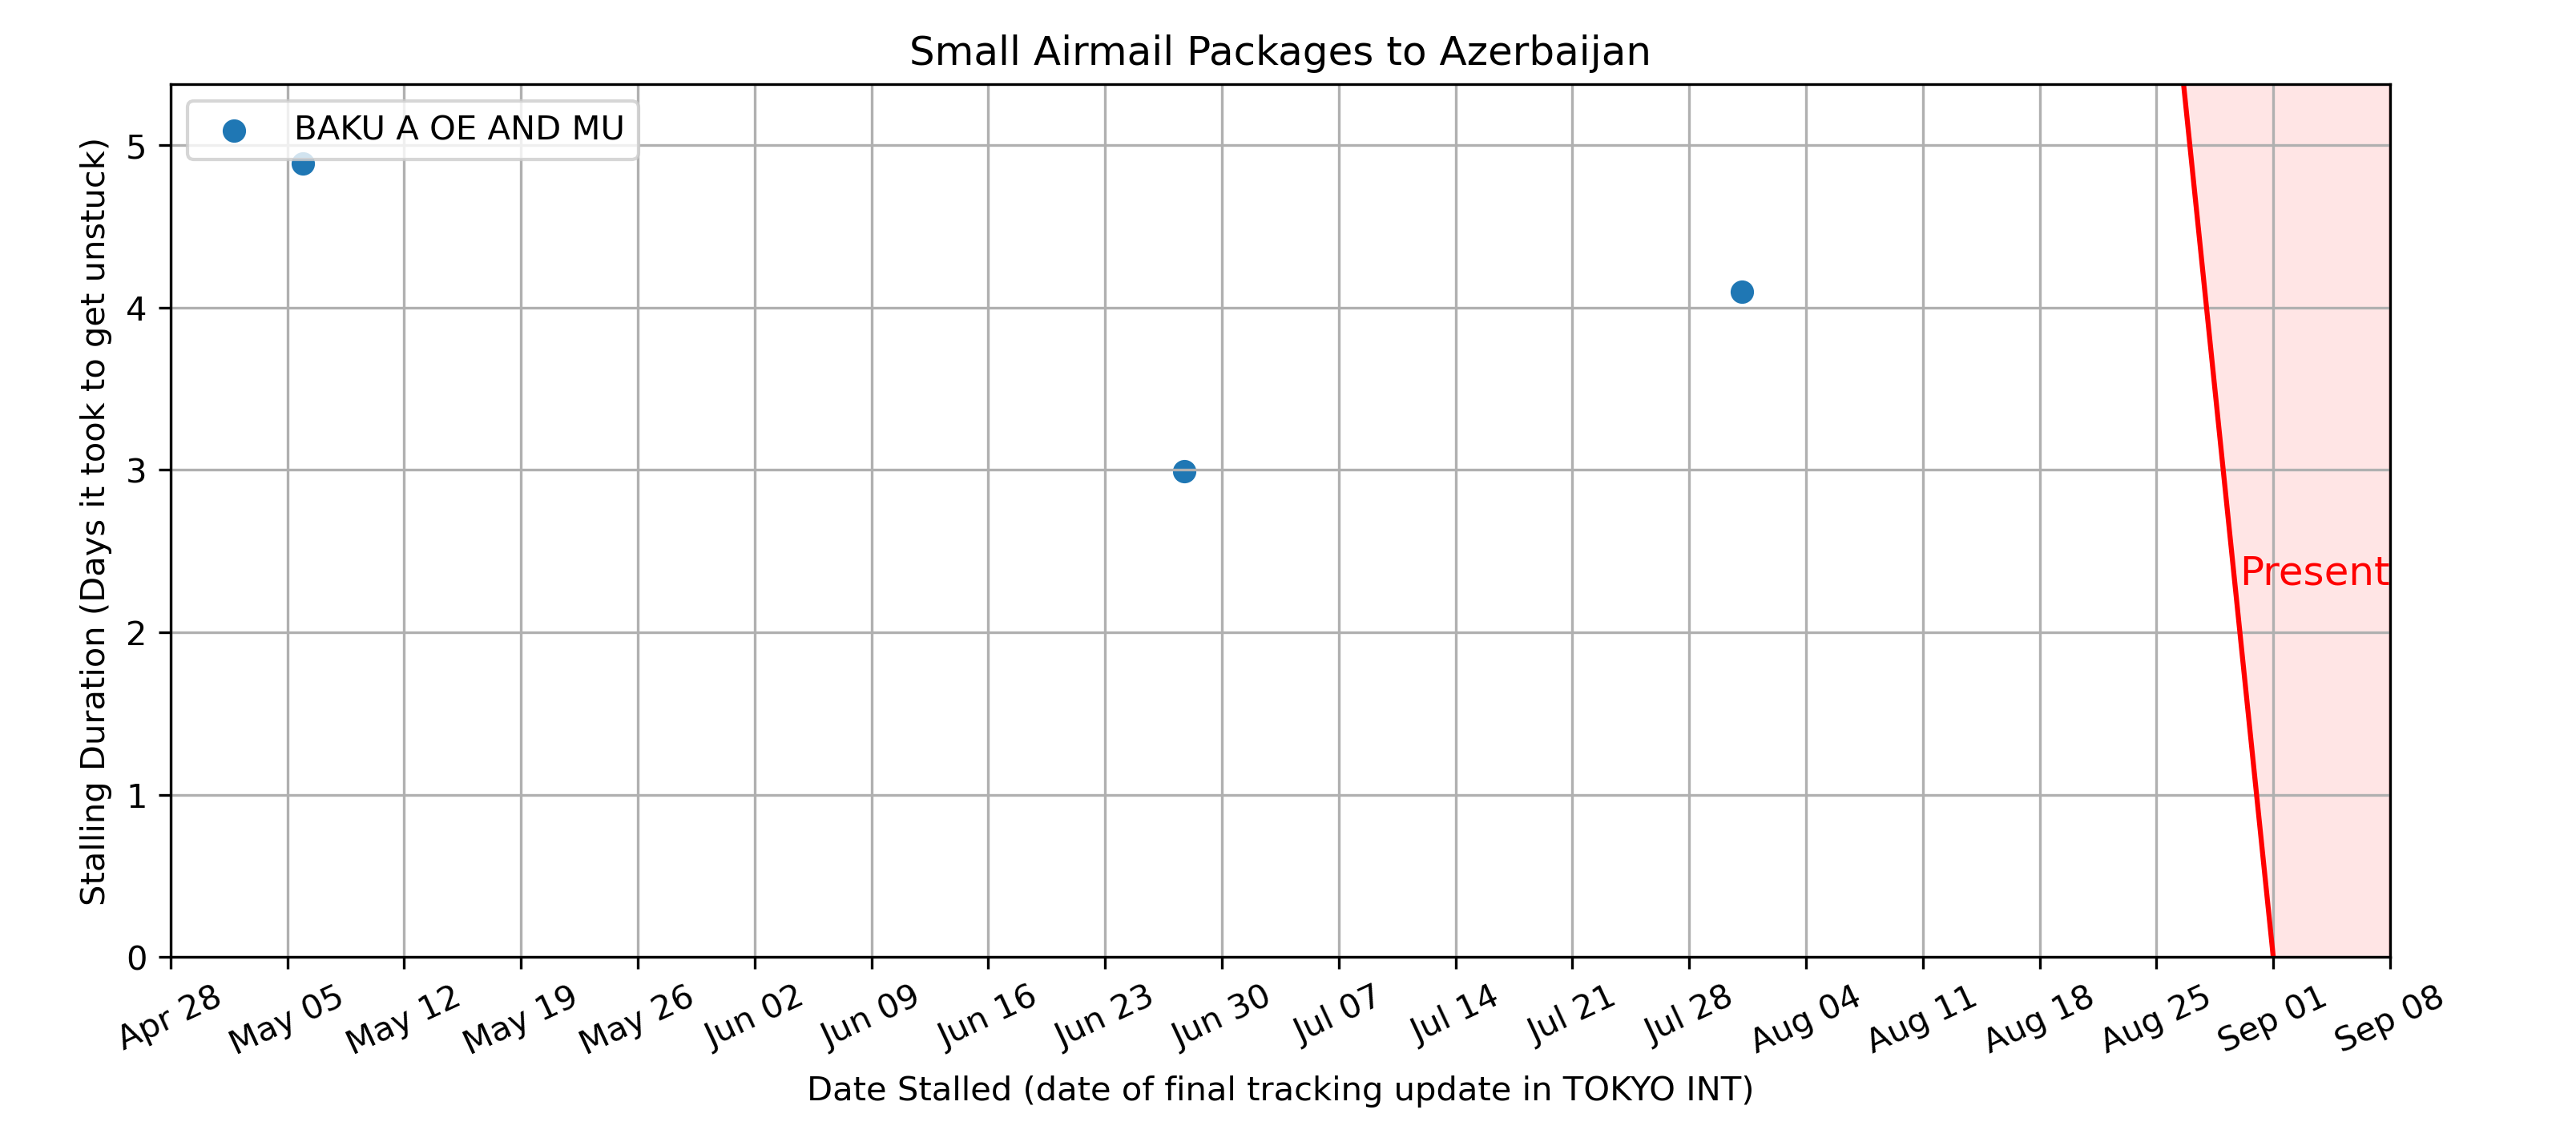 Small Airmail Packages to Azerbaijan
BAKU A OE AND MU
Stalling Duration (Days it took to get unstuck)
5
4
3
2
1
0
Present
Apr 28 May 05 May 12 May 19 May 26 Jun 02 Jun 09 Jun 16 Jun 23 Jun 30 Jul 07 Jul 14 Jul 21 Jul 28 Aug 04 Aug 11 Aug 18 Aug 25 Sep 01 Sep 08
Date Stalled (date of final tracking update in TOKYO INT)